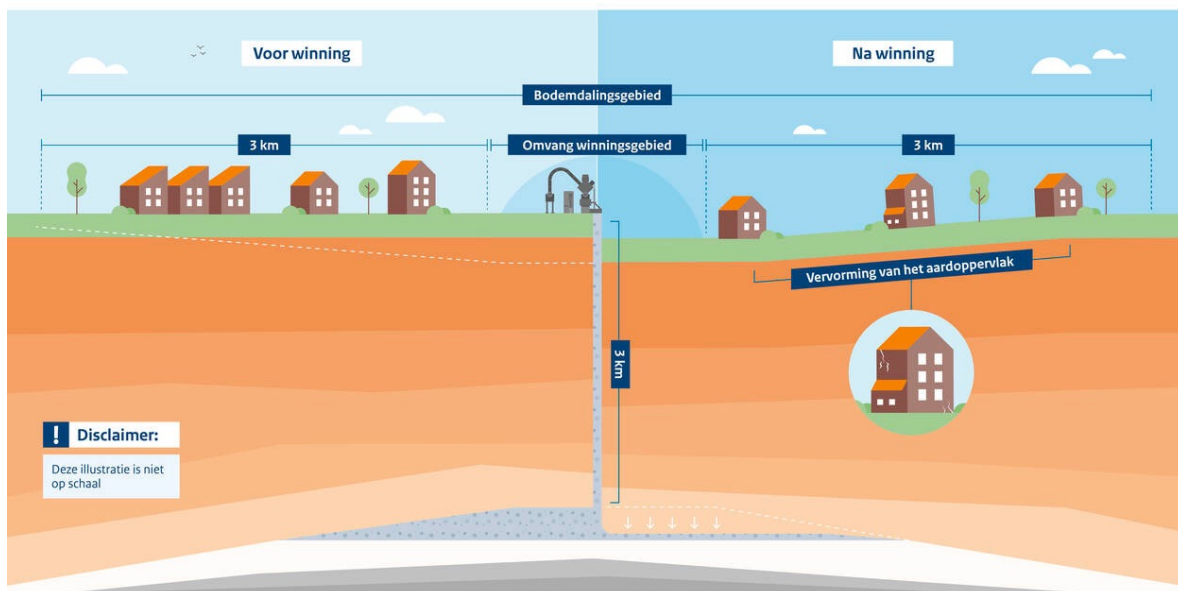 Voor winning
Na winning
Bodemdalingsgebied
3 km
Omvang winningsgebied
3 km
Vervorming van het aardoppervlak
3 km
! Disclaimer:
Deze illustratie is niet
op schaal